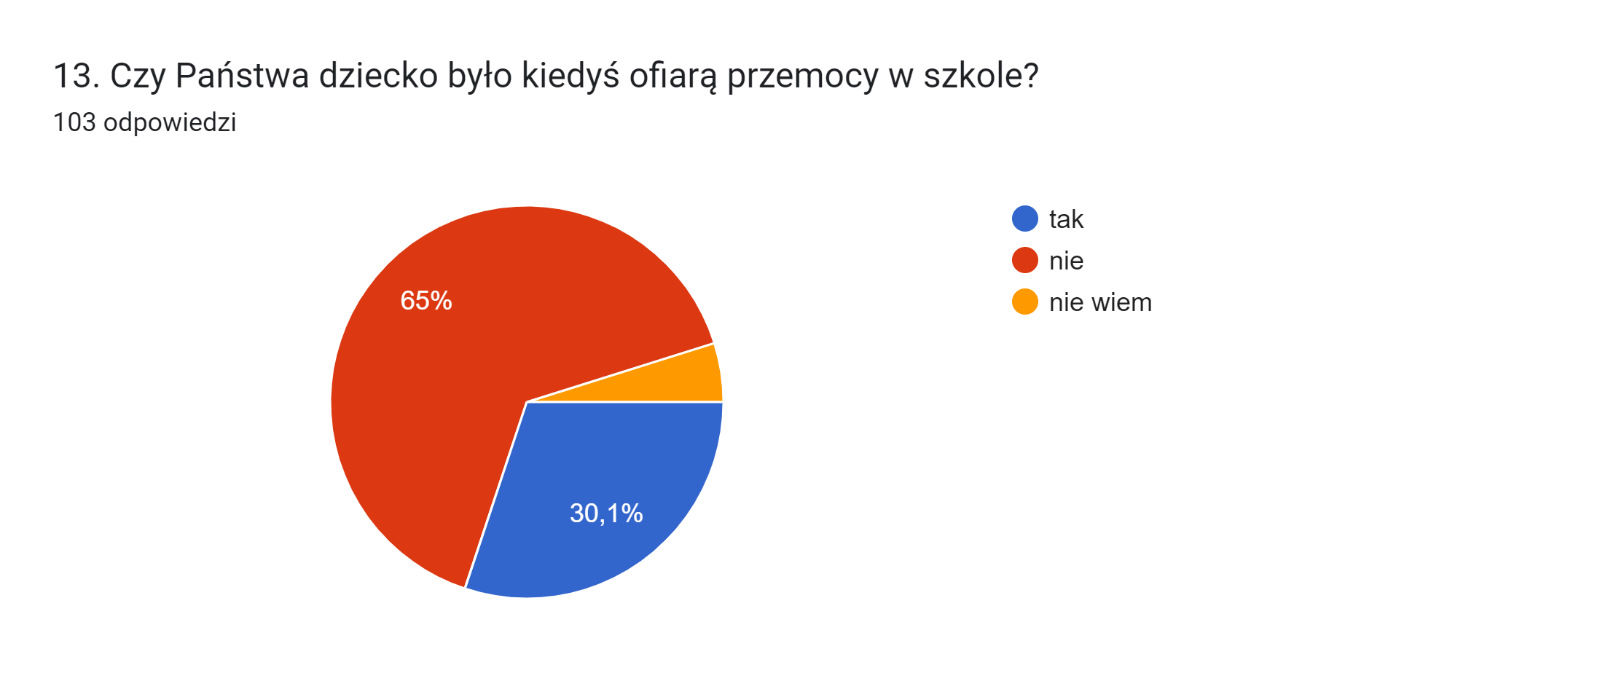 13. Czy Państwa dziecko było kiedyś ofiarą przemocy w szkole?
103 odpowiedzi
tak
nie
nie wiem
65%
30,1%